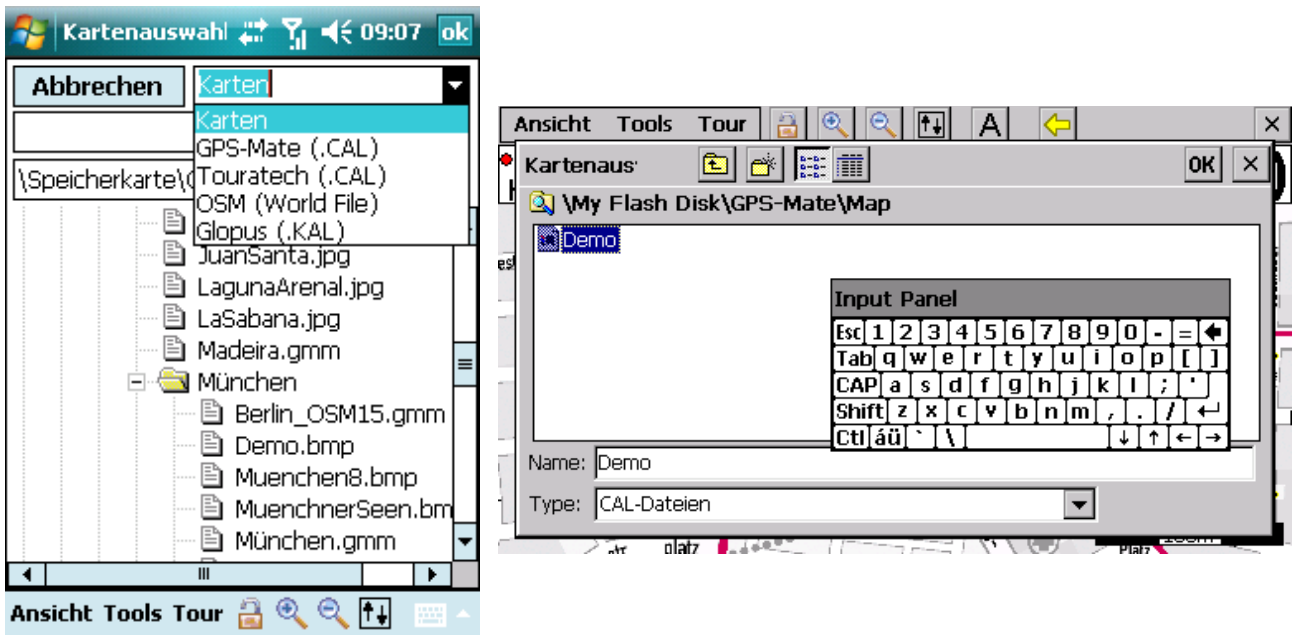 Kartenauswahl 09:07 ok
Abbrechen Karten
Karten
GPS-Mate (.CAL)
\Speicherkarte\ Touratech (.CAL)
OSM (World File)
Glopus (.KAL)
JuanSanta.jpg
LagunaArenal.jpg
LaSabana.jpg
Madeira.gmm
München
Berlin_OSM15.gmm
Demo.bmp
Muenchen8.bmp
MuenchnerSeen.bm
München.gmm
Ansicht Tools Tour
Ansicht Tools Tour A
Kartenaus OK
\My Flash Disk\GPS-Mate\Map
Demo
Input Panel
Esc 1 2 3 4 5 6 7 8 9 0 - =
Tab q w e r t y u i o p [ ]
CAP a s d f g h j k l ; '
Shift z x c v b n m , . /
Ctl áü ` \
Name: Demo
Type: CAL-Dateien
platz
Platz